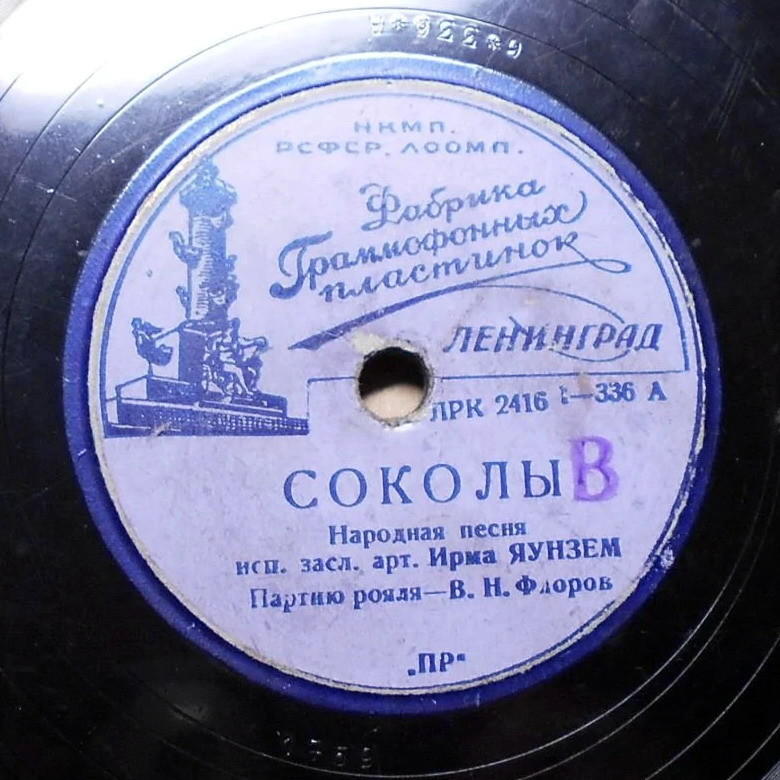 НКМП.
РСФСР. ЛООМП.
Фабрика
Граммофонных
пластинок
ЛЕНИНГРАД
ЛРК 2416 1—336 А
СОКОЛЫ В
Народная песня
исп. засл. арт. Ирма ЯУНЗЕМ
Партию рояля—В. Н. Флоров
„ПР“